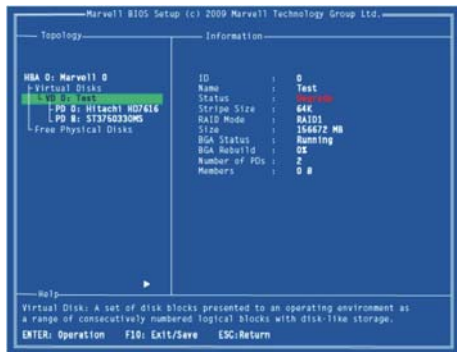 Marvell BIOS Setup (c) 2009 Marvell Technology Group Ltd.
Topology
Information
HBA 0: Marvell 0
Virtual Disks
VD 0: Test
PD 0: Hitachi HD7616
PD 8: ST3750330MS
Free Physical Disks
ID : 0
Name : Test
Status : Degrade
Stripe Size : 64K
RAID Mode : RAID1
Size : 156672 MB
BGA Status : Running
BGA Rebuild : 0%
Number of PDs : 2
Members : 0 8
Help
Virtual Disk: A set of disk blocks presented to an operating environment as
a range of consecutively numbered logical blocks with disk-like storage.
ENTER: Operation F10: Exit/Save ESC:Return